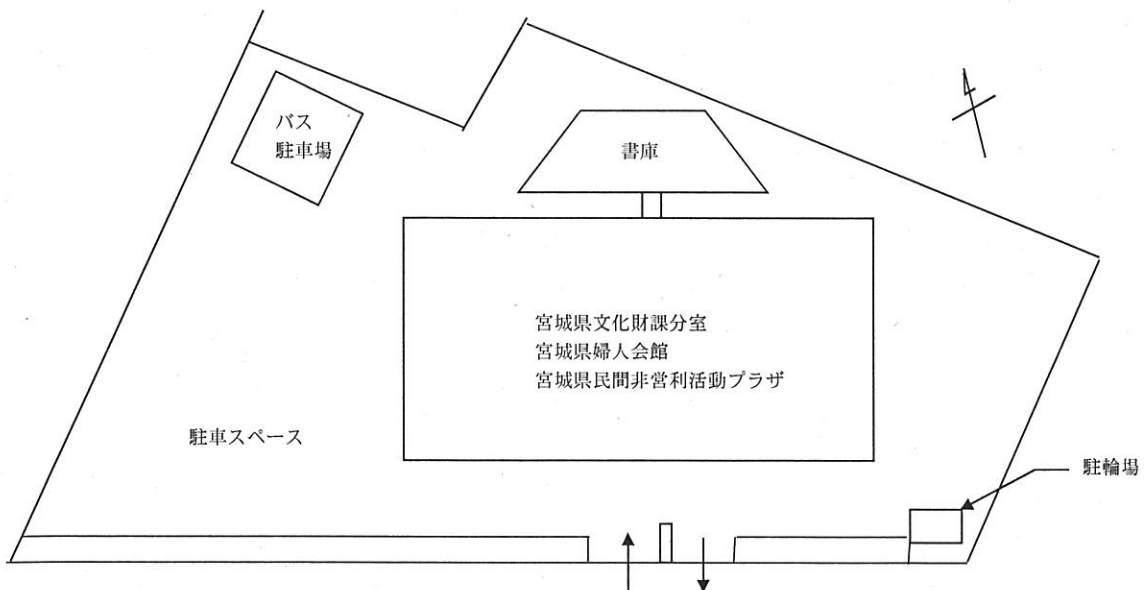 バス
駐車場
書庫
宮城県文化財課分室
宮城県婦人会館
宮城県民間非営利活動プラザ
駐車スペース
駐輪場